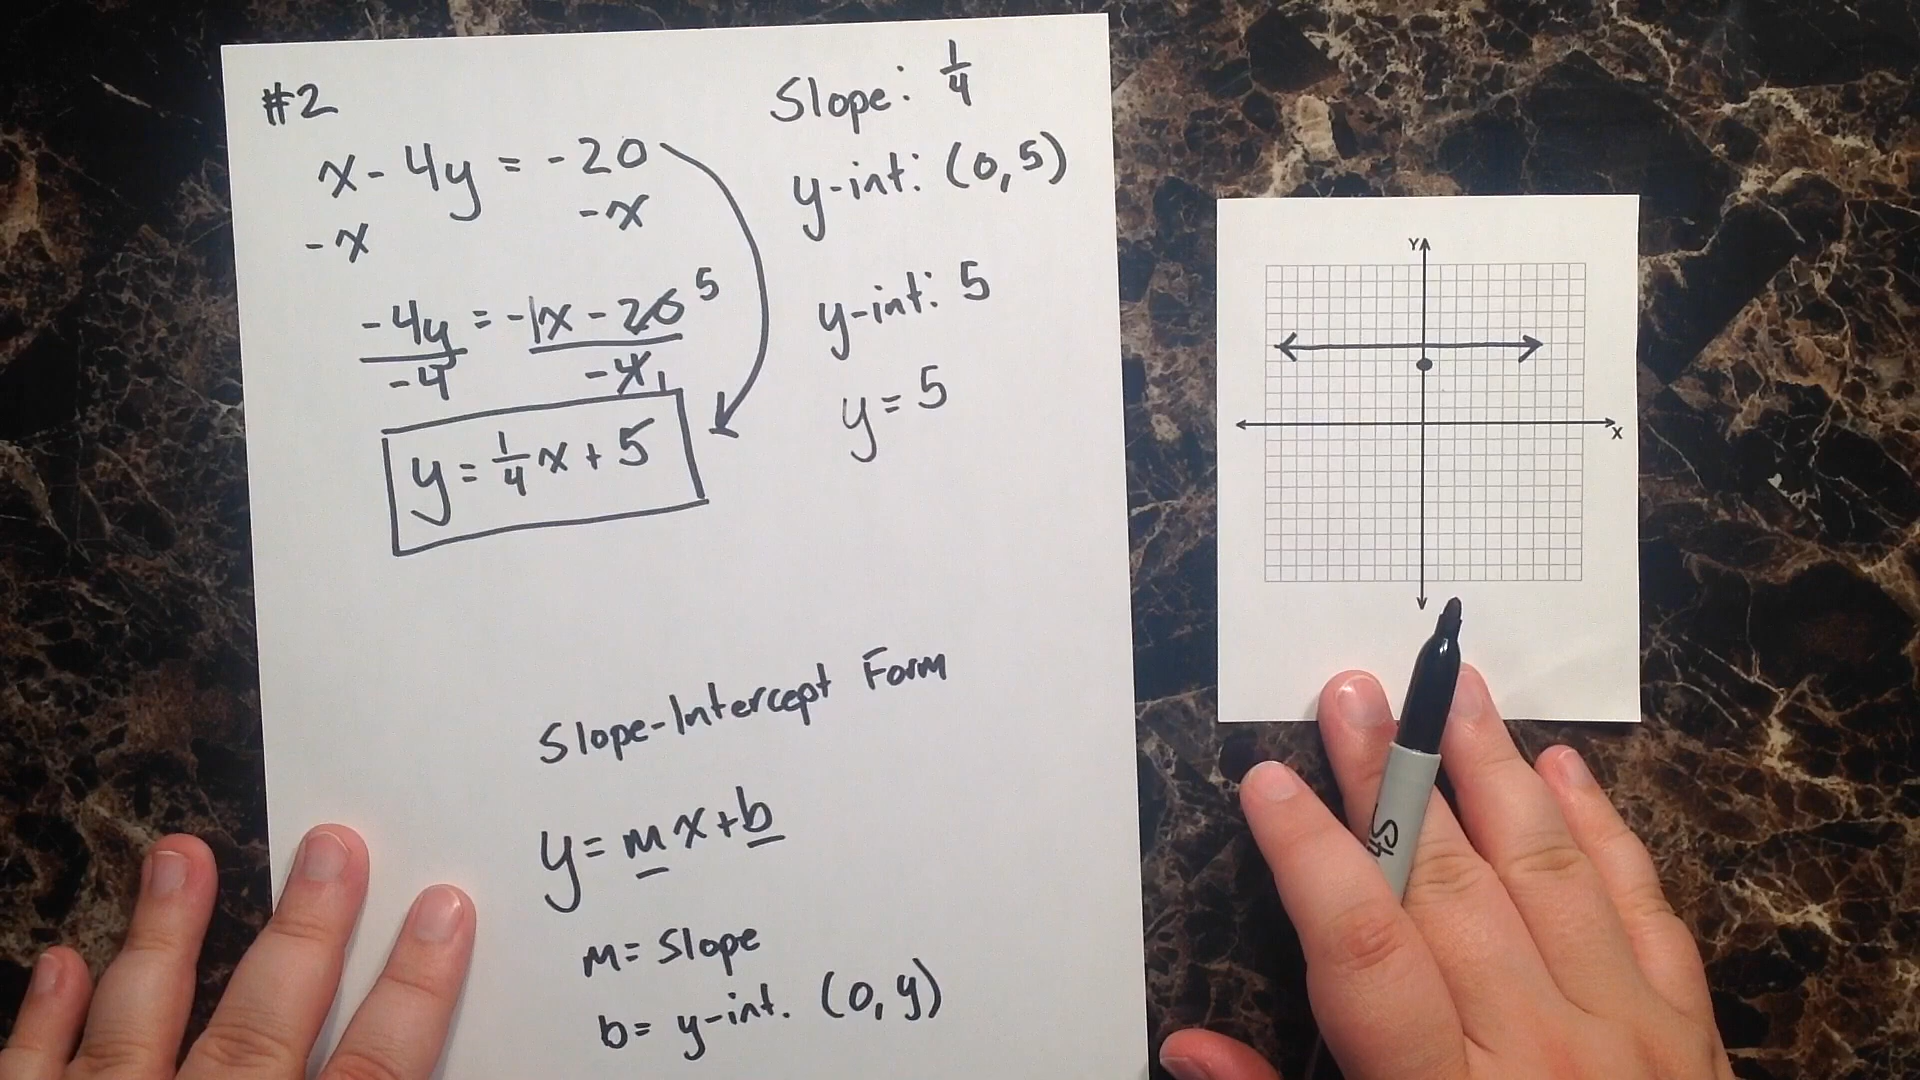 #2
x - 4y = -20
-x -x
-4y = -1x - 20 5
-4 -4 1
y = 1/4 x + 5
Slope: 1/4
y-int: (0,5)
y-int: 5
y = 5
Slope-Intercept Form
y = mx + b
m = Slope
b = y-int. (0, y)
Y
X